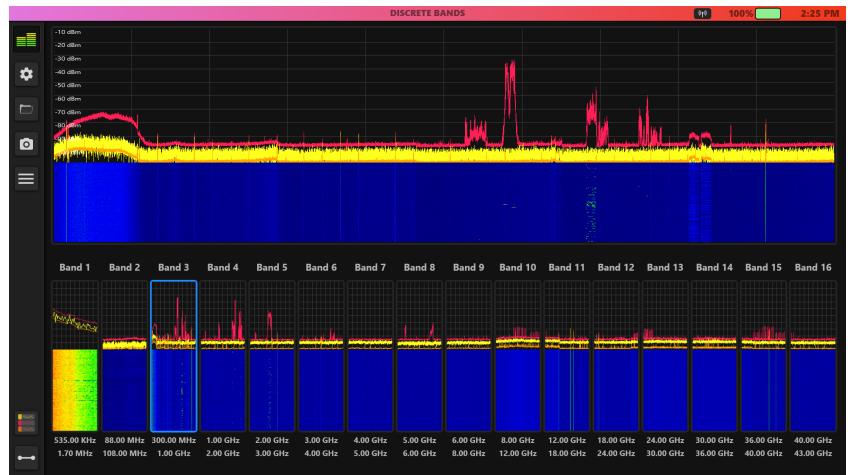 DISCRETE BANDS
100%
2:25 PM
-10 dBm
-20 dBm
-30 dBm
-40 dBm
-50 dBm
-60 dBm
-70 dBm
-80 dBm
Band 1 Band 2 Band 3 Band 4 Band 5 Band 6 Band 7 Band 8 Band 9 Band 10 Band 11 Band 12 Band 13 Band 14 Band 15 Band 16
535.00 KHz 88.00 MHz 300.00 MHz 1.00 GHz 2.00 GHz 3.00 GHz 4.00 GHz 5.00 GHz 6.00 GHz 8.00 GHz 12.00 GHz 18.00 GHz 24.00 GHz 30.00 GHz 36.00 GHz 40.00 GHz
1.70 MHz 108.00 MHz 1.00 GHz 2.00 GHz 3.00 GHz 4.00 GHz 5.00 GHz 6.00 GHz 8.00 GHz 12.00 GHz 18.00 GHz 24.00 GHz 30.00 GHz 36.00 GHz 40.00 GHz 43.00 GHz